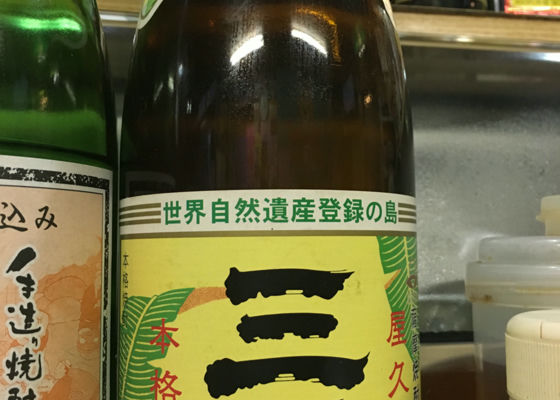 世界自然遺産登録の島
三
本格
屋久
込み
手造り焼酎